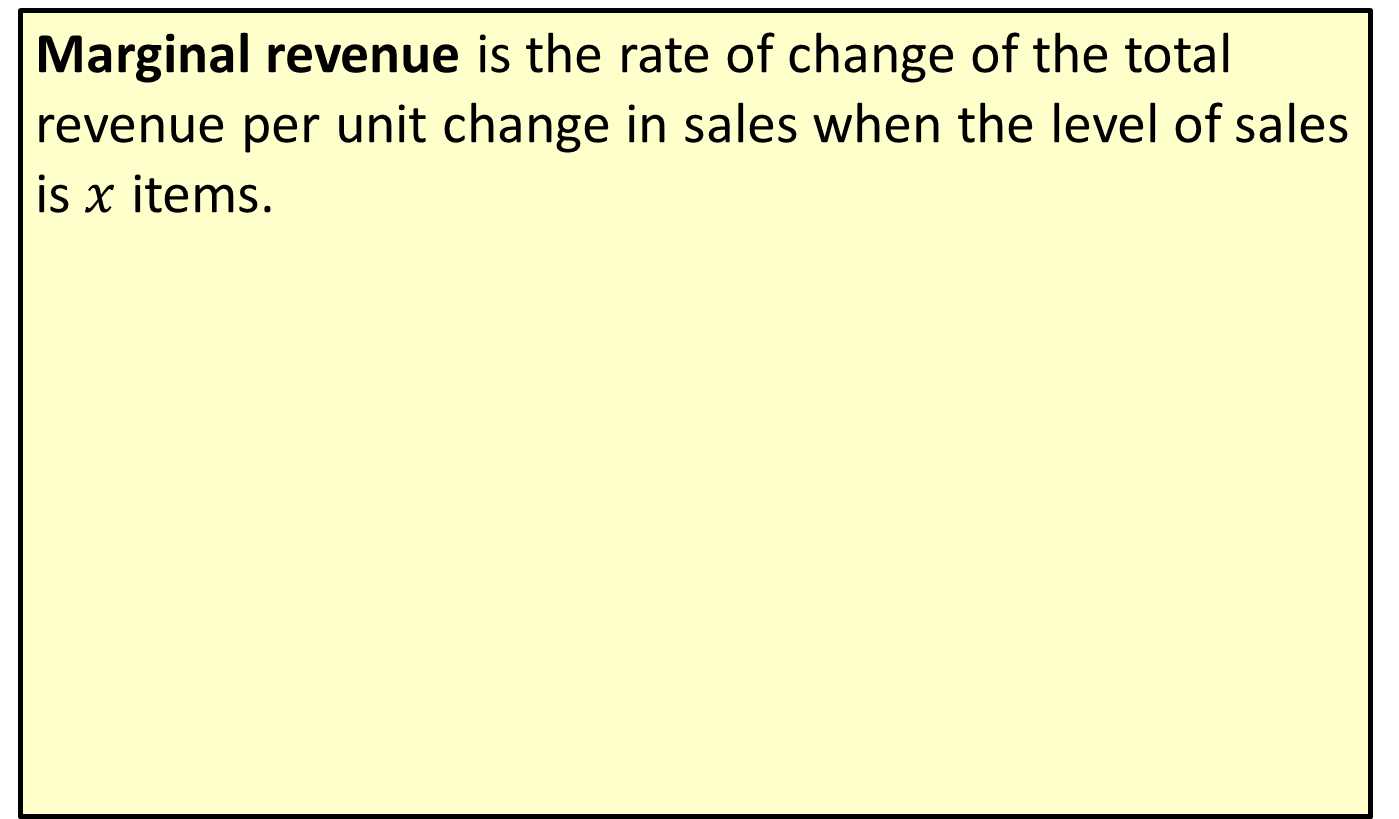 Marginal revenue is the rate of change of the total
revenue per unit change in sales when the level of sales
is 𝑥 items.